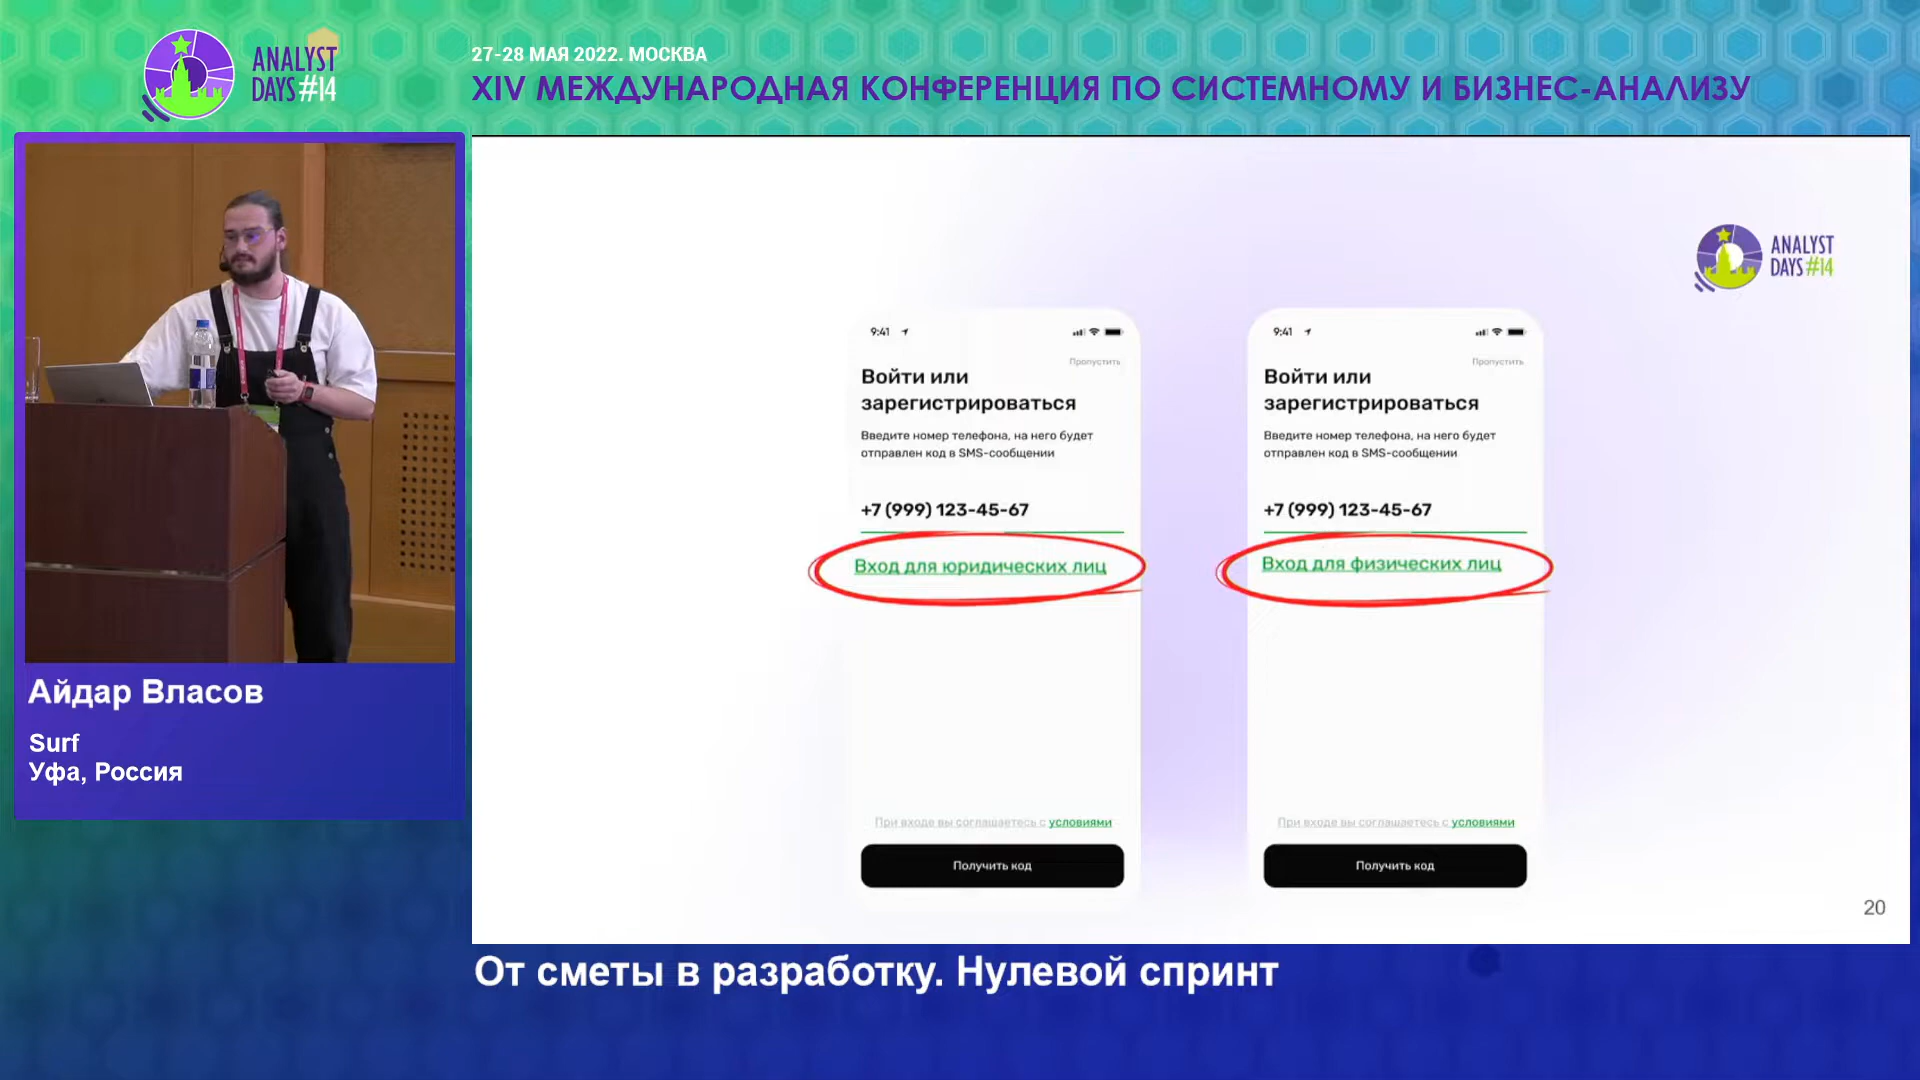 ANALYST
DAYS #14
27-28 МАЯ 2022. МОСКВА
XIV МЕЖДУНАРОДНАЯ КОНФЕРЕНЦИЯ ПО СИСТЕМНОМУ И БИЗНЕС-АНАЛИЗУ
Айдар Власов
Surf
Уфа, Россия
ANALYST
DAYS #14
9:41
Пропустить
Войти или
зарегистрироваться
Введите номер телефона, на него будет
отправлен код в SMS-сообщении
+7 (999) 123-45-67
Вход для юридических лиц
При входе вы соглашаетесь с условиями
Получить код
9:41
Пропустить
Войти или
зарегистрироваться
Введите номер телефона, на него будет
отправлен код в SMS-сообщении
+7 (999) 123-45-67
Вход для физических лиц
При входе вы соглашаетесь с условиями
Получить код
20
От сметы в разработку. Нулевой спринт